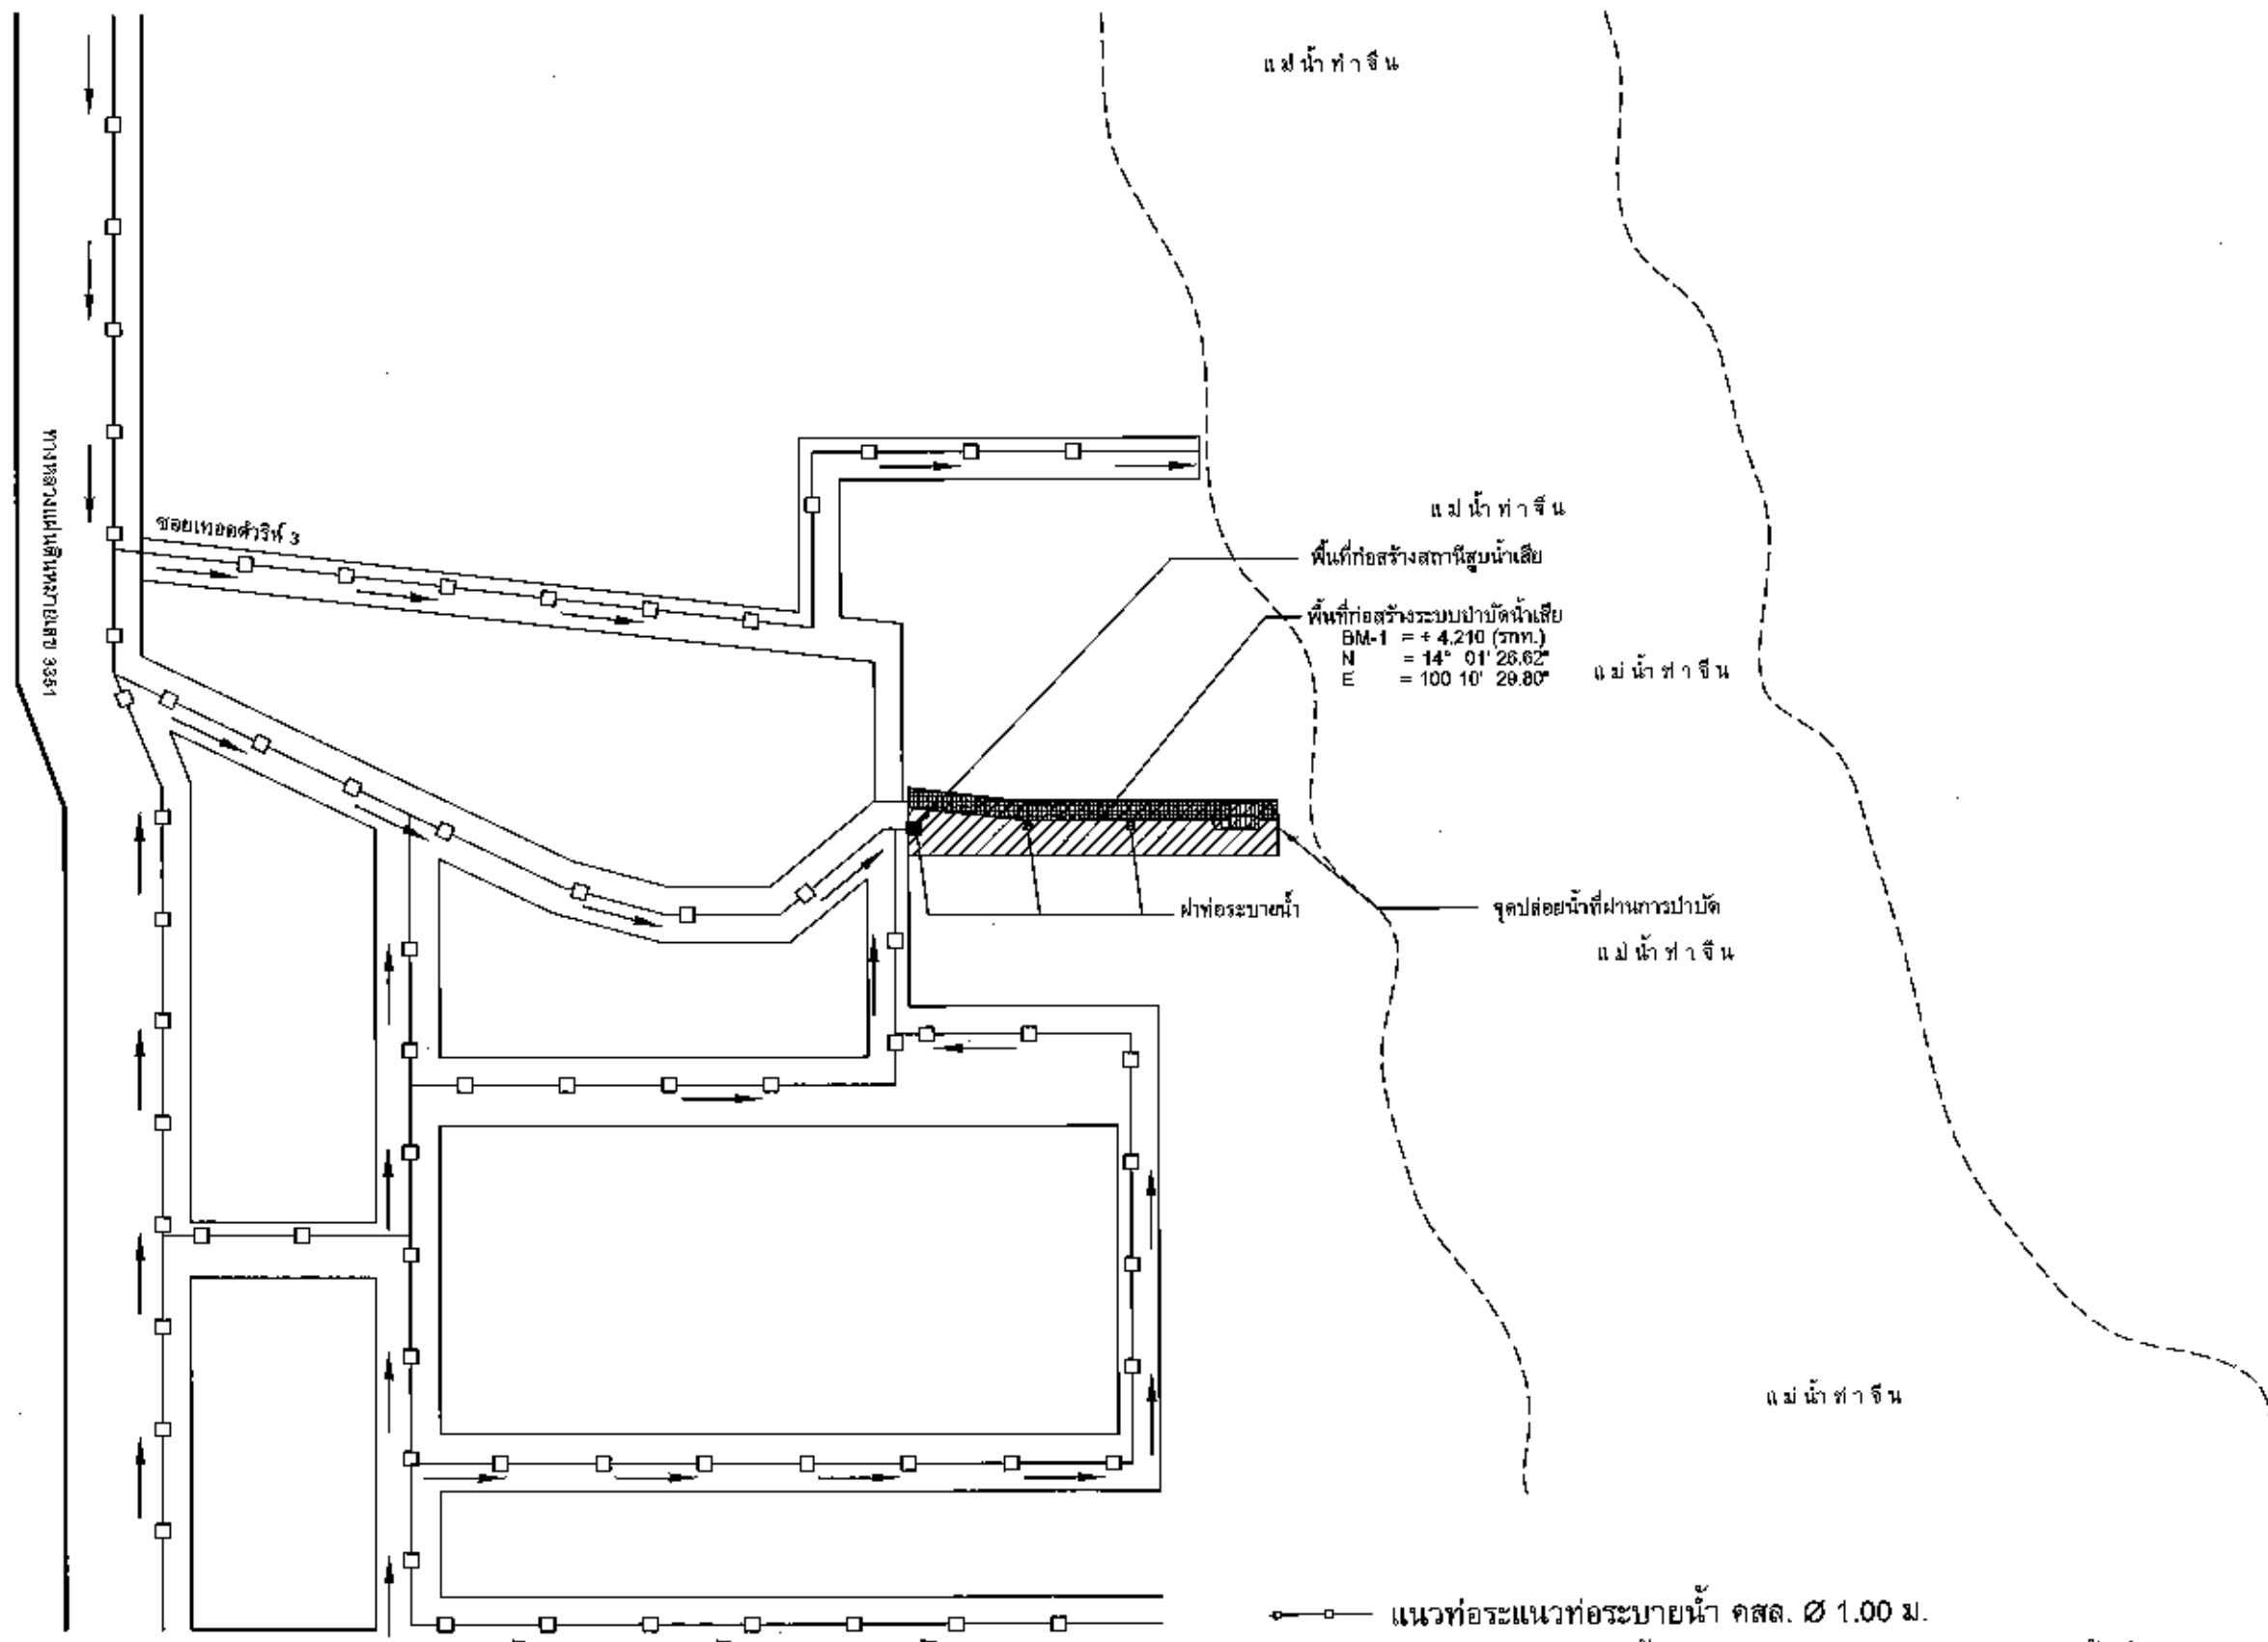 แม่น้ำท่าจีน
แม่น้ำท่าจีน
ทางหลวงแผ่นดินหมายเลข 3351
ซอยเทอดดำริห์ 3
พื้นที่ก่อสร้างสถานีสูบน้ำเสีย
พื้นที่ก่อสร้างระบบบำบัดน้ำเสีย
BM-1 = + 4.210 (รทก.)
N = 14° 01' 26.62"
E = 100 10' 29.80"
แม่น้ำท่าจีน
ฝาท่อระบายน้ำ
จุดปล่อยน้ำที่ผ่านการบำบัด
แม่น้ำท่าจีน
แม่น้ำท่าจีน
แนวท่อระแนวท่อระบายน้ำ คสล. Ø 1.00 ม.